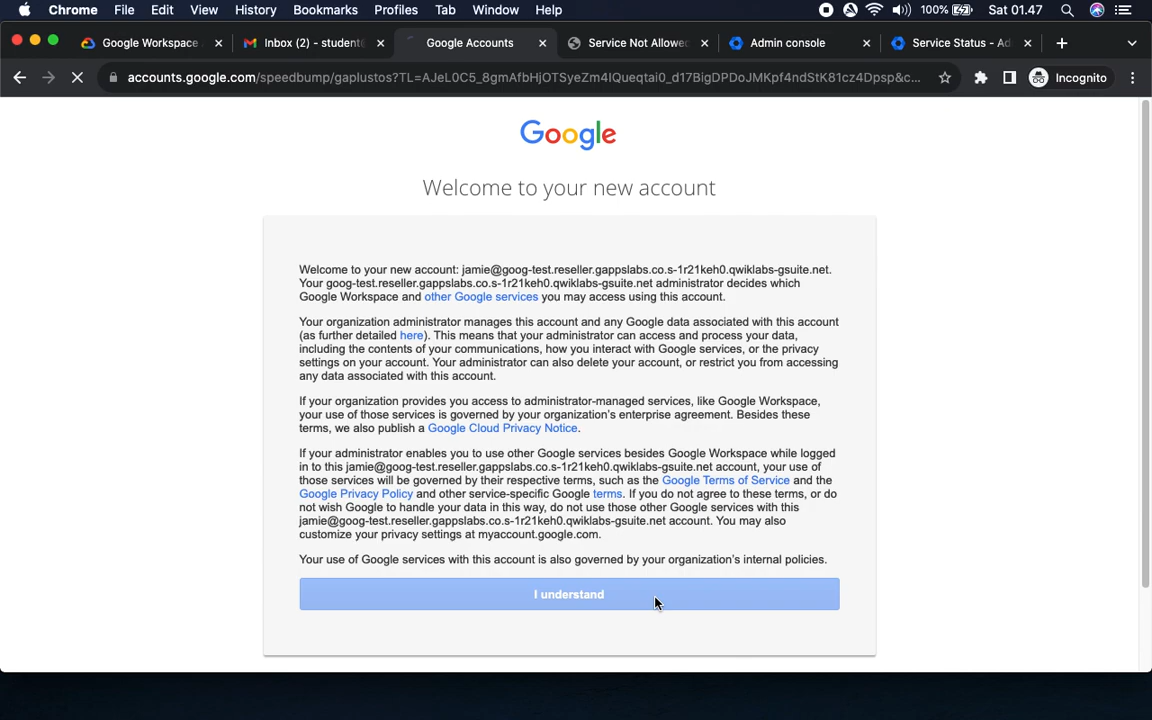 Chrome File Edit View History Bookmarks Profiles Tab Window Help 100% Sat 01.47
Google Workspace Inbox (2) - student Google Accounts Service Not Allowe Admin console Service Status - Ad
accounts.google.com/speedbump/gaplustos?TL=AJeL0C5_8gmAfbHjOTSyeZm4IQueqtai0_d17BigDPDoJMKpf4ndStK81cz4Dpsp&c... Incognito
Google
Welcome to your new account
Welcome to your new account: jamie@goog-test.reseller.gappslabs.co.s-1r21keh0.qwiklabs-gsuite.net.
Your goog-test.reseller.gappslabs.co.s-1r21keh0.qwiklabs-gsuite.net administrator decides which
Google Workspace and other Google services you may access using this account.
Your organization administrator manages this account and any Google data associated with this account
(as further detailed here). This means that your administrator can access and process your data,
including the contents of your communications, how you interact with Google services, or the privacy
settings on your account. Your administrator can also delete your account, or restrict you from accessing
any data associated with this account.
If your organization provides you access to administrator-managed services, like Google Workspace,
your use of those services is governed by your organization's enterprise agreement. Besides these
terms, we also publish a Google Cloud Privacy Notice.
If your administrator enables you to use other Google services besides Google Workspace while logged
in to this jamie@goog-test.reseller.gappslabs.co.s-1r21keh0.qwiklabs-gsuite.net account, your use of
those services will be governed by their respective terms, such as the Google Terms of Service and the
Google Privacy Policy and other service-specific Google terms. If you do not agree to these terms, or do
not wish Google to handle your data in this way, do not use those other Google services with this
jamie@goog-test.reseller.gappslabs.co.s-1r21keh0.qwiklabs-gsuite.net account. You may also
customize your privacy settings at myaccount.google.com.
Your use of Google services with this account is also governed by your organization's internal policies.
I understand